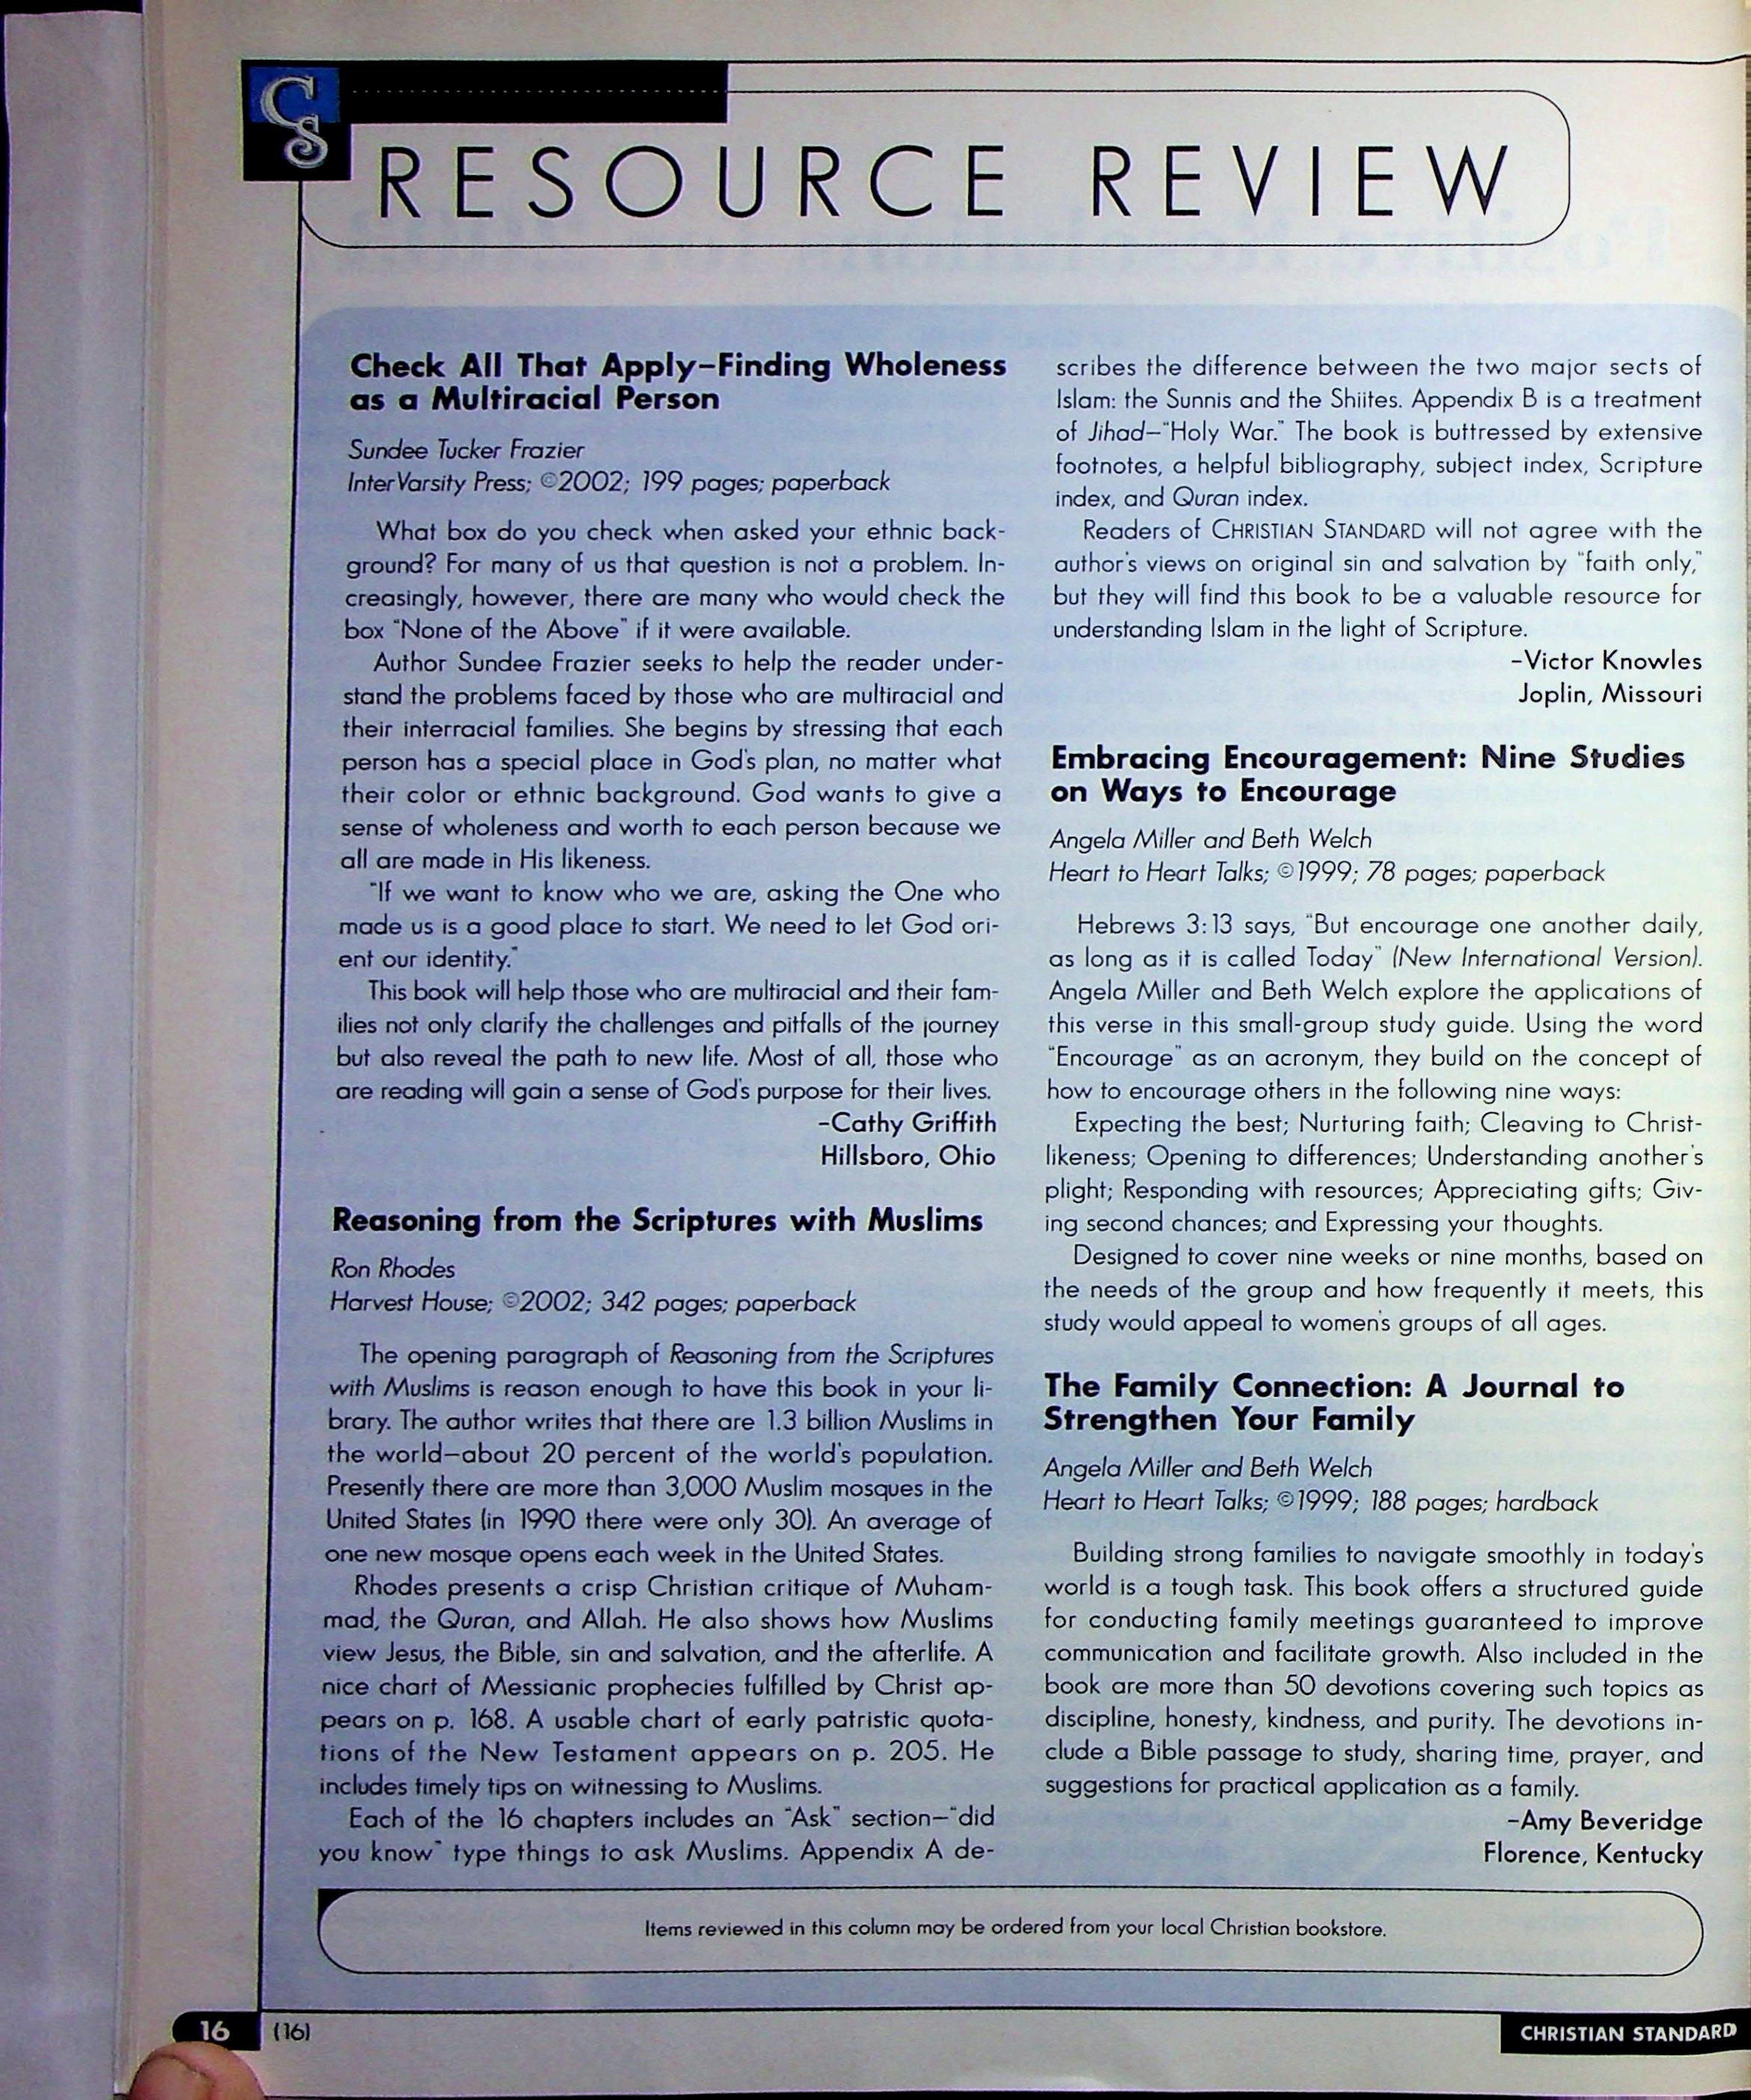 CS
RESOURCE REVIEW
Check All That Apply–Finding Wholeness
as a Multiracial Person
Sundee Tucker Frazier
InterVarsity Press; ©2002; 199 pages; paperback
What box do you check when asked your ethnic back-
ground? For many of us that question is not a problem. In-
creasingly, however, there are many who would check the
box "None of the Above" if it were available.
Author Sundee Frazier seeks to help the reader under-
stand the problems faced by those who are multiracial and
their interracial families. She begins by stressing that each
person has a special place in God's plan, no matter what
their color or ethnic background. God wants to give a
sense of wholeness and worth to each person because we
all are made in His likeness.
"If we want to know who we are, asking the One who
made us is a good place to start. We need to let God ori-
ent our identity."
This book will help those who are multiracial and their fam-
ilies not only clarify the challenges and pitfalls of the journey
but also reveal the path to new life. Most of all, those who
are reading will gain a sense of God's purpose for their lives.
–Cathy Griffith
Hillsboro, Ohio
Reasoning from the Scriptures with Muslims
Ron Rhodes
Harvest House; ©2002; 342 pages; paperback
The opening paragraph of Reasoning from the Scriptures
with Muslims is reason enough to have this book in your li-
brary. The author writes that there are 1.3 billion Muslims in
the world—about 20 percent of the world's population.
Presently there are more than 3,000 Muslim mosques in the
United States (in 1990 there were only 30). An average of
one new mosque opens each week in the United States.
Rhodes presents a crisp Christian critique of Muham-
mad, the Quran, and Allah. He also shows how Muslims
view Jesus, the Bible, sin and salvation, and the afterlife. A
nice chart of Messianic prophecies fulfilled by Christ ap-
pears on p. 168. A usable chart of early patristic quota-
tions of the New Testament appears on p. 205. He
includes timely tips on witnessing to Muslims.
Each of the 16 chapters includes an "Ask" section—"did
you know" type things to ask Muslims. Appendix A de-
scribes the difference between the two major sects of
Islam: the Sunnis and the Shiites. Appendix B is a treatment
of Jihad—"Holy War." The book is buttressed by extensive
footnotes, a helpful bibliography, subject index, Scripture
index, and Quran index.
Readers of CHRISTIAN STANDARD will not agree with the
author's views on original sin and salvation by "faith only,"
but they will find this book to be a valuable resource for
understanding Islam in the light of Scripture.
–Victor Knowles
Joplin, Missouri
Embracing Encouragement: Nine Studies
on Ways to Encourage
Angela Miller and Beth Welch
Heart to Heart Talks; ©1999; 78 pages; paperback
Hebrews 3:13 says, "But encourage one another daily,
as long as it is called Today" (New International Version).
Angela Miller and Beth Welch explore the applications of
this verse in this small-group study guide. Using the word
"Encourage" as an acronym, they build on the concept of
how to encourage others in the following nine ways:
Expecting the best; Nurturing faith; Cleaving to Christ-
likeness; Opening to differences; Understanding another's
plight; Responding with resources; Appreciating gifts; Giv-
ing second chances; and Expressing your thoughts.
Designed to cover nine weeks or nine months, based on
the needs of the group and how frequently it meets, this
study would appeal to women's groups of all ages.
The Family Connection: A Journal to
Strengthen Your Family
Angela Miller and Beth Welch
Heart to Heart Talks; ©1999; 188 pages; hardback
Building strong families to navigate smoothly in today's
world is a tough task. This book offers a structured guide
for conducting family meetings guaranteed to improve
communication and facilitate growth. Also included in the
book are more than 50 devotions covering such topics as
discipline, honesty, kindness, and purity. The devotions in-
clude a Bible passage to study, sharing time, prayer, and
suggestions for practical application as a family.
–Amy Beveridge
Florence, Kentucky
Items reviewed in this column may be ordered from your local Christian bookstore.
16 (16)
CHRISTIAN STANDARD